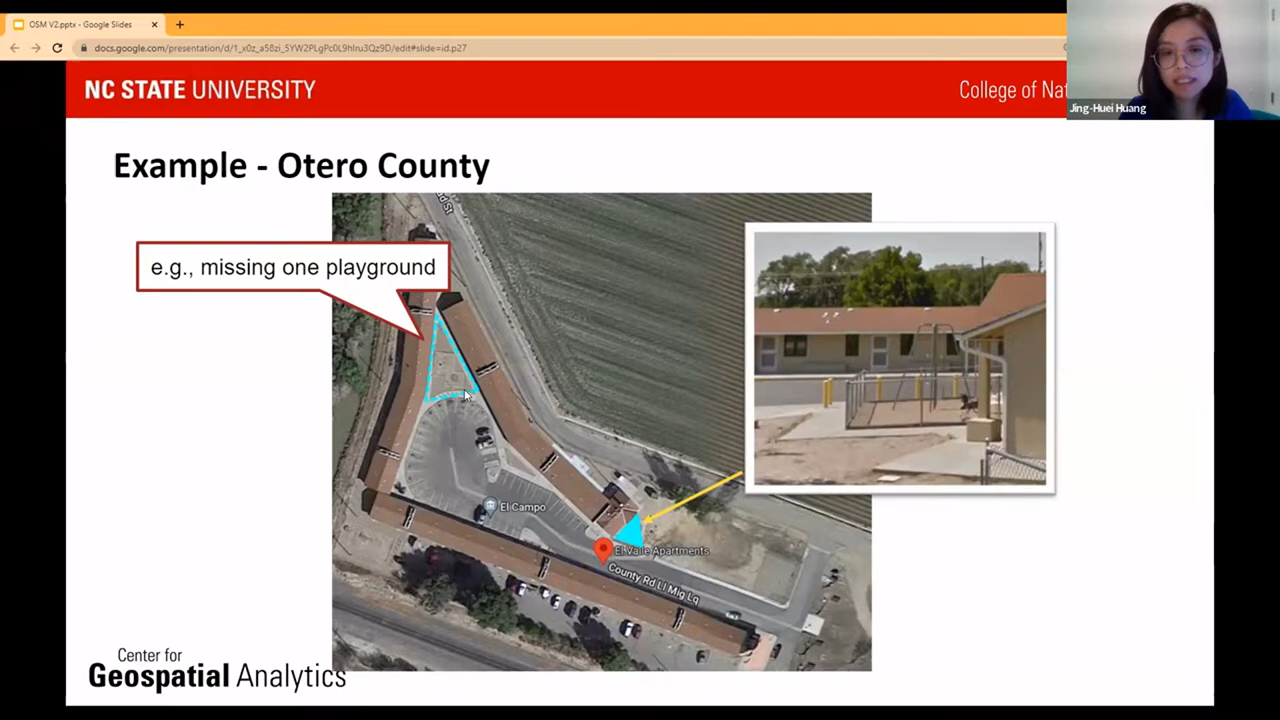 OSM V2.pptx - Google Slides
docs.google.com/presentation/d/1_x0z_a58zi_5YW2PLgPc0L9hIru3Qz9D/edit#slide=id.p27
NC STATE UNIVERSITY
College of Nat
Jing-Huei Huang
Example - Otero County
e.g., missing one playground
El Campo
El Valle Apartments
County Rd Ll Mig Lq
Center for
Geospatial Analytics